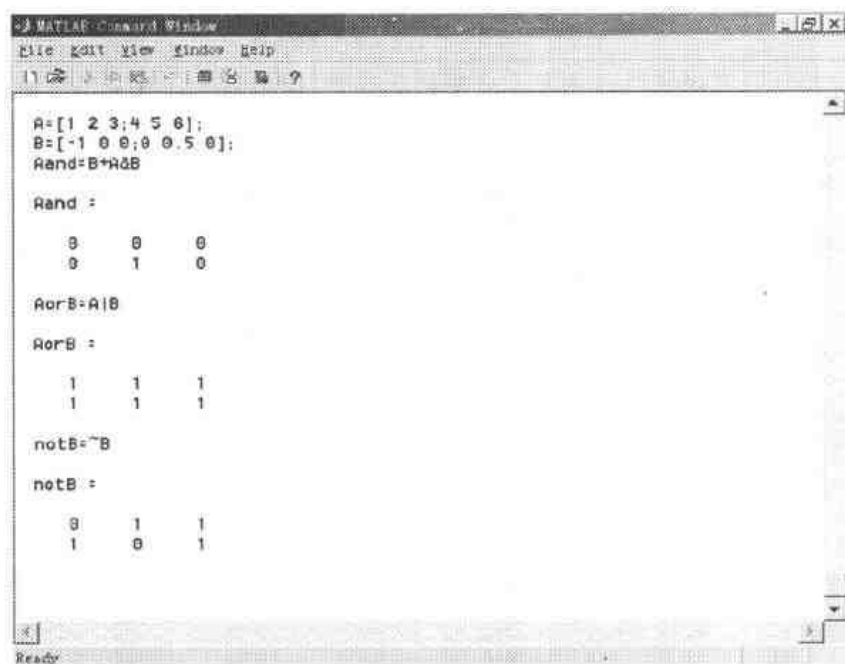 MATLAB Command Window
File Edit View Window Help
?
A=[1 2 3;4 5 6];
B=[-1 0 0;0 0.5 0];
Aand=B+A&B
Aand =
0 0 0
0 1 0
AorB=A|B
AorB =
1 1 1
1 1 1
notB=~B
notB =
0 1 1
1 0 1
Ready